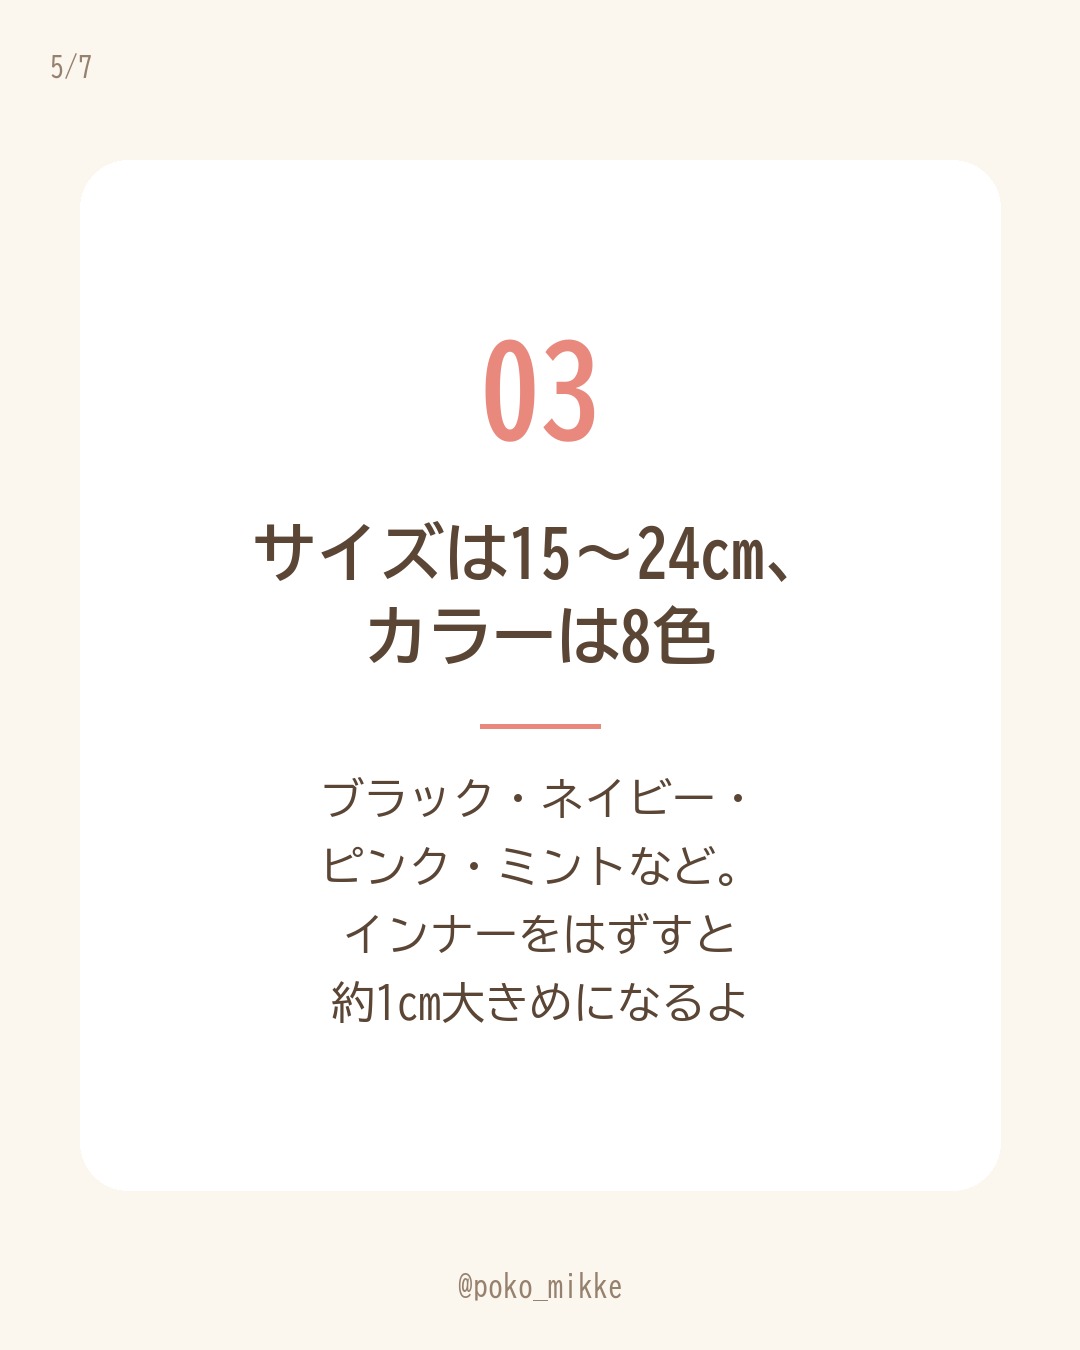 5/7
03
サイズは15〜24cm、
カラーは8色
ブラック・ネイビー・
ピンク・ミントなど。
インナーをはずすと
約1cm大きめになるよ
@poko_mikke